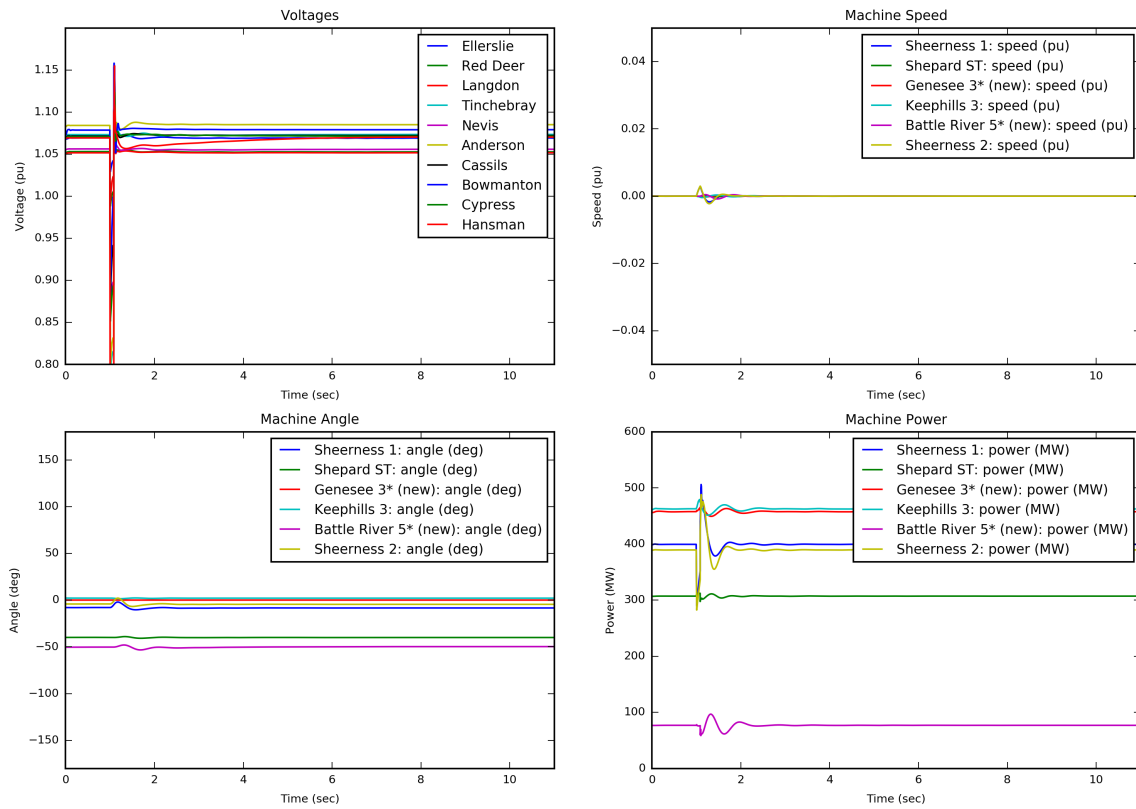 Voltages
1.15
1.10
1.05
1.00
0.95
0.90
0.85
0.80
Voltage (pu)
Ellerslie
Red Deer
Langdon
Tinchebray
Nevis
Anderson
Cassils
Bowmanton
Cypress
Hansman
0 2 4 6 8 10
Time (sec)
Machine Speed
0.04
0.02
0.00
−0.02
−0.04
Speed (pu)
Sheerness 1: speed (pu)
Shepard ST: speed (pu)
Genesee 3* (new): speed (pu)
Keephills 3: speed (pu)
Battle River 5* (new): speed (pu)
Sheerness 2: speed (pu)
0 2 4 6 8 10
Time (sec)
Machine Angle
150
100
50
0
−50
−100
−150
Angle (deg)
Sheerness 1: angle (deg)
Shepard ST: angle (deg)
Genesee 3* (new): angle (deg)
Keephills 3: angle (deg)
Battle River 5* (new): angle (deg)
Sheerness 2: angle (deg)
0 2 4 6 8 10
Time (sec)
Machine Power
600
500
400
300
200
100
0
Power (MW)
Sheerness 1: power (MW)
Shepard ST: power (MW)
Genesee 3* (new): power (MW)
Keephills 3: power (MW)
Battle River 5* (new): power (MW)
Sheerness 2: power (MW)
0 2 4 6 8 10
Time (sec)